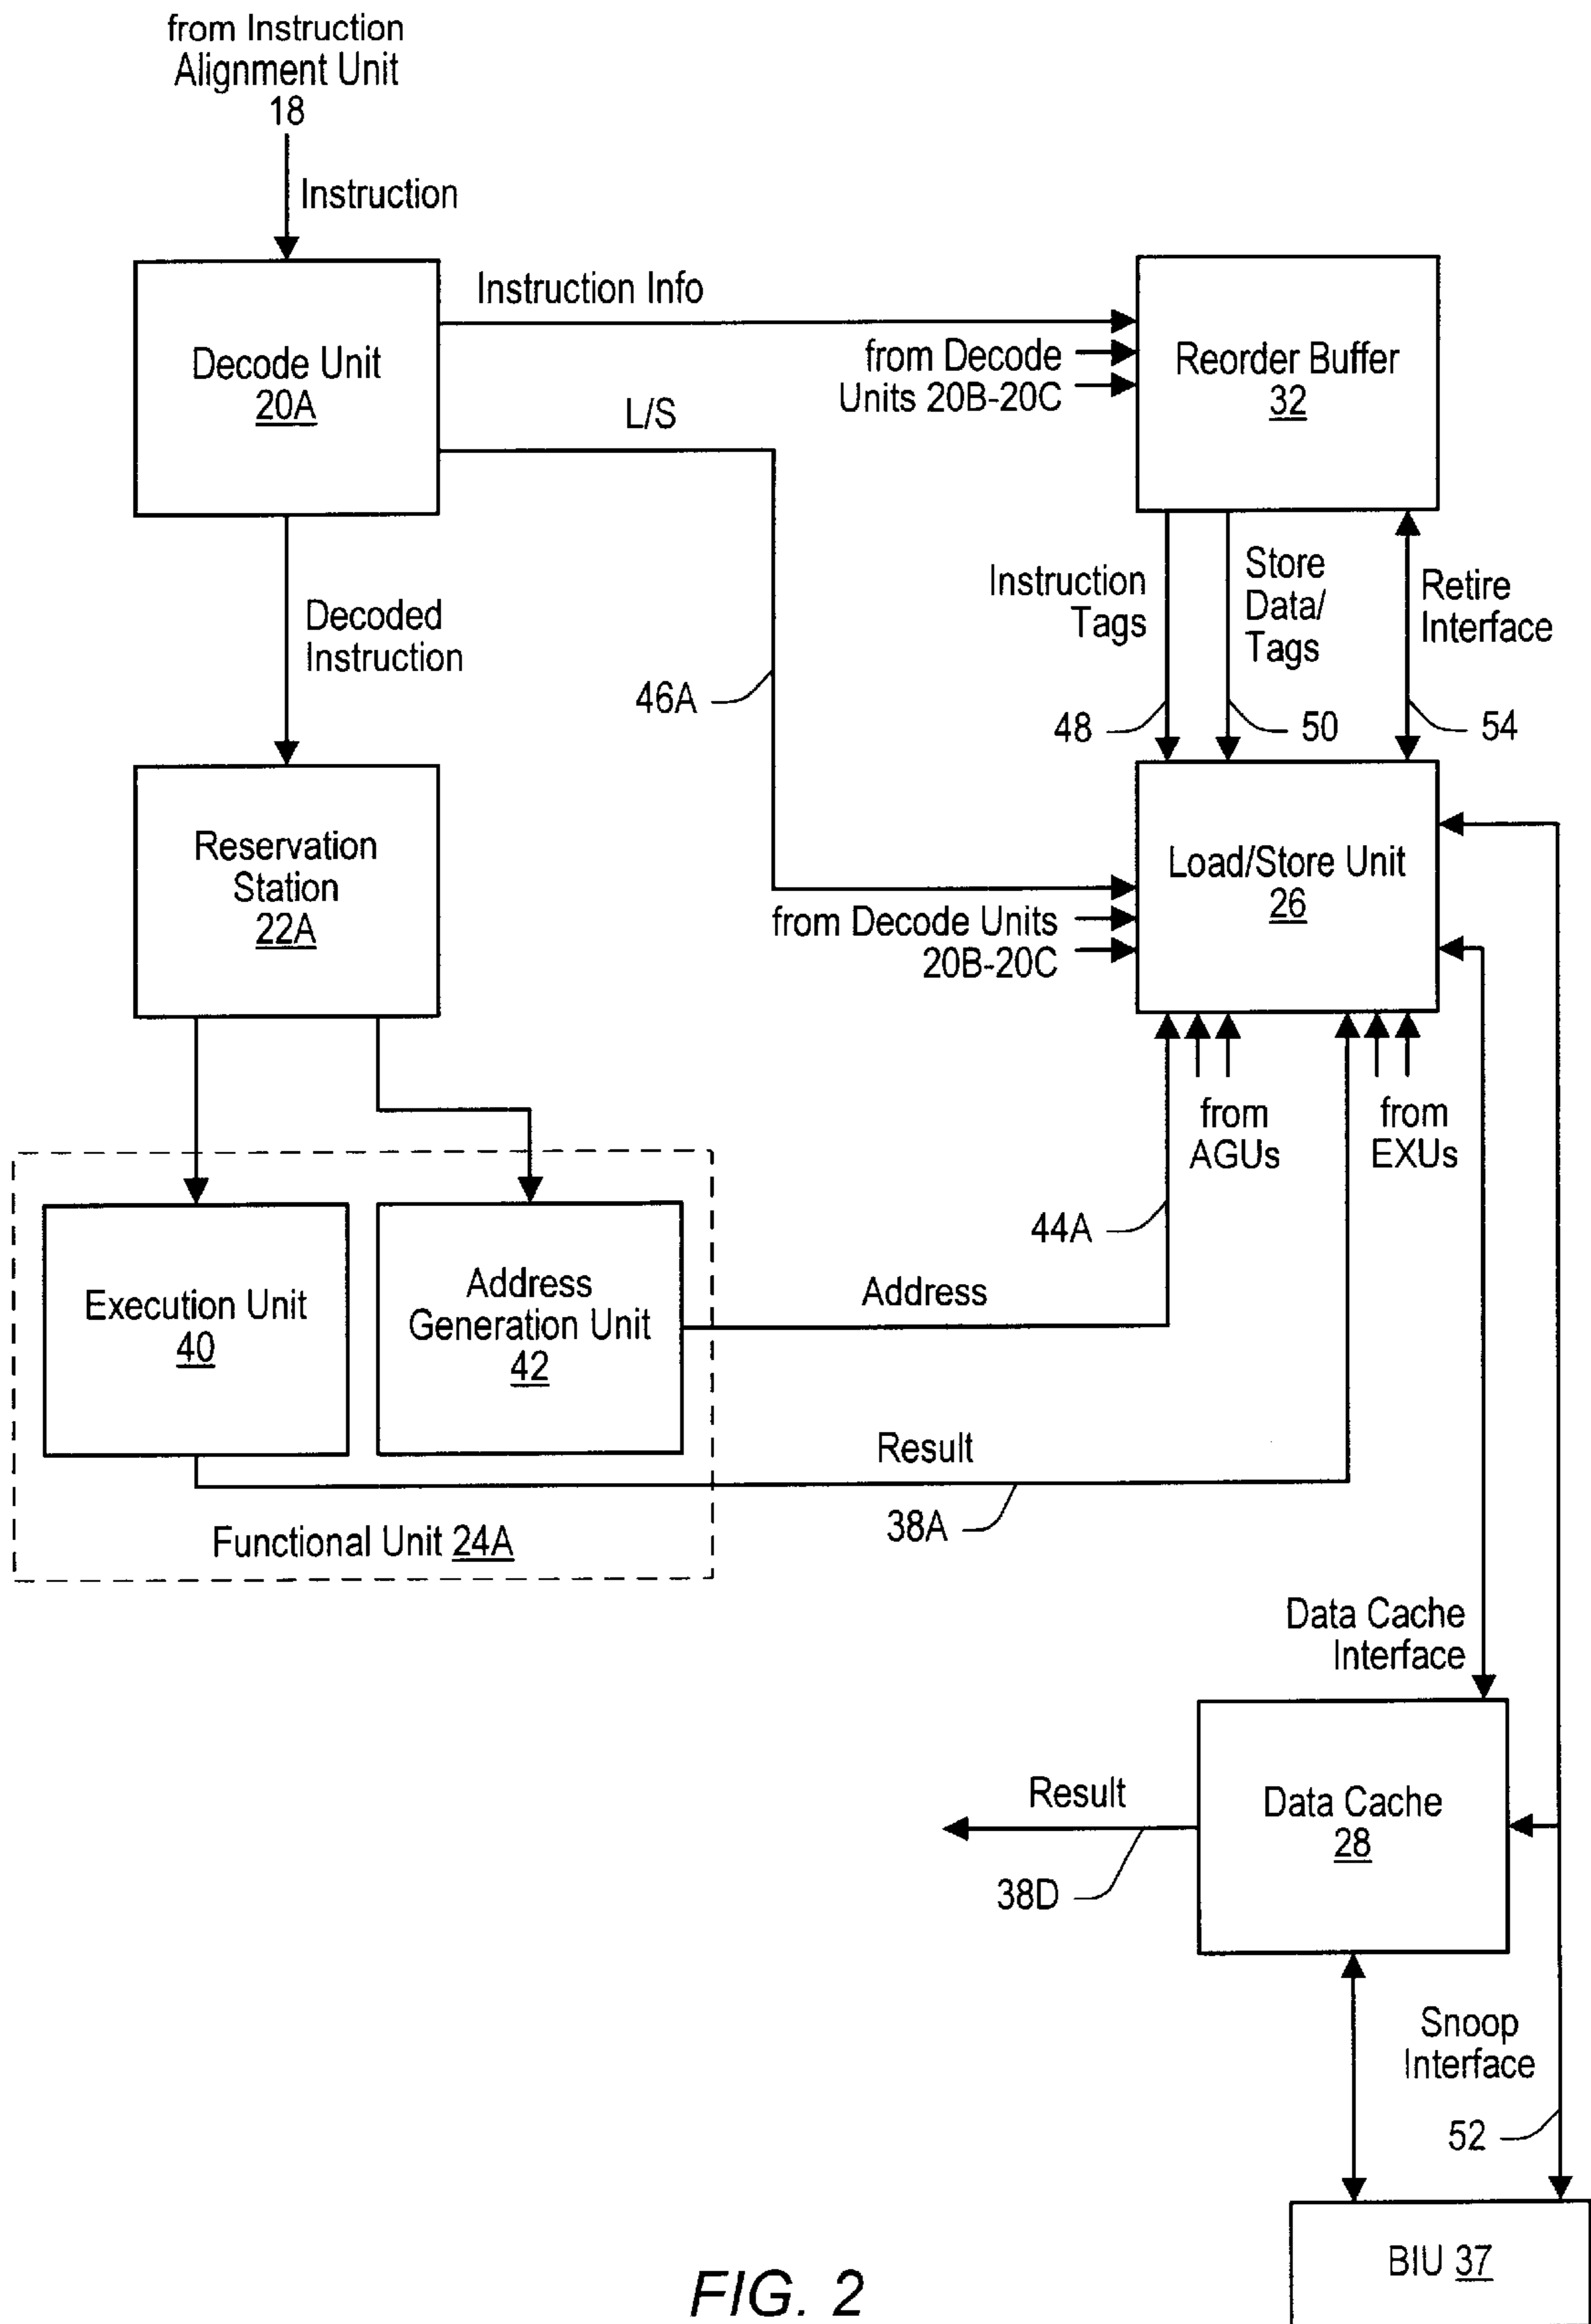 from Instruction
Alignment Unit
18
Instruction
Instruction Info
Decode Unit
20A
from Decode
Units 20B-20C
Reorder Buffer
32
L/S
Instruction
Tags
Store
Data/
Tags
Retire
Interface
Decoded
Instruction
46A
48
50
54
Reservation
Station
22A
Load/Store Unit
26
from Decode Units
20B-20C
from
AGUs
from
EXUs
44A
Execution Unit
40
Address
Generation Unit
42
Address
Result
38A
Functional Unit 24A
Data Cache
Interface
Result
Data Cache
28
38D
Snoop
Interface
52
BIU 37
FIG. 2